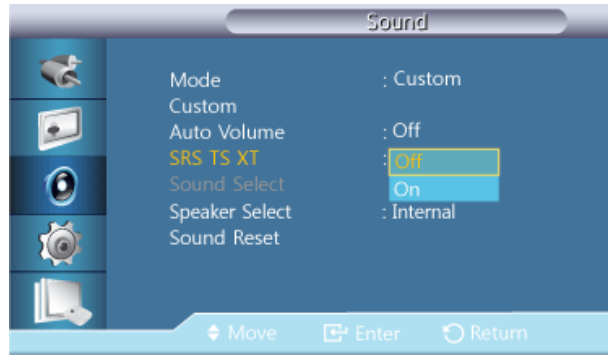 Sound
Mode : Custom
Custom
Auto Volume : Off
SRS TS XT : Off
On
Sound Select
Speaker Select : Internal
Sound Reset
Move Enter Return